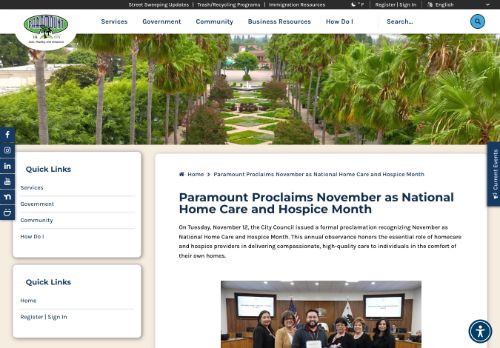 Street Sweeping Updates | Trash/Recycling Programs | Immigration Resources
°F
Register | Sign In
English
PARAMOUNT
Services
Government
Community
Business Resources
How Do I
Search...
Current Events
Quick Links
Services
Government
Community
How Do I
Quick Links
Home
Register | Sign In
Home > Paramount Proclaims November as National Home Care and Hospice Month
Paramount Proclaims November as National
Home Care and Hospice Month
On Tuesday, November 12, the City Council issued a formal proclamation recognizing November as
National Home Care and Hospice Month. This annual observance honors the essential role of homecare
and hospice providers in delivering compassionate, high-quality care to individuals in the comfort of
their own homes.